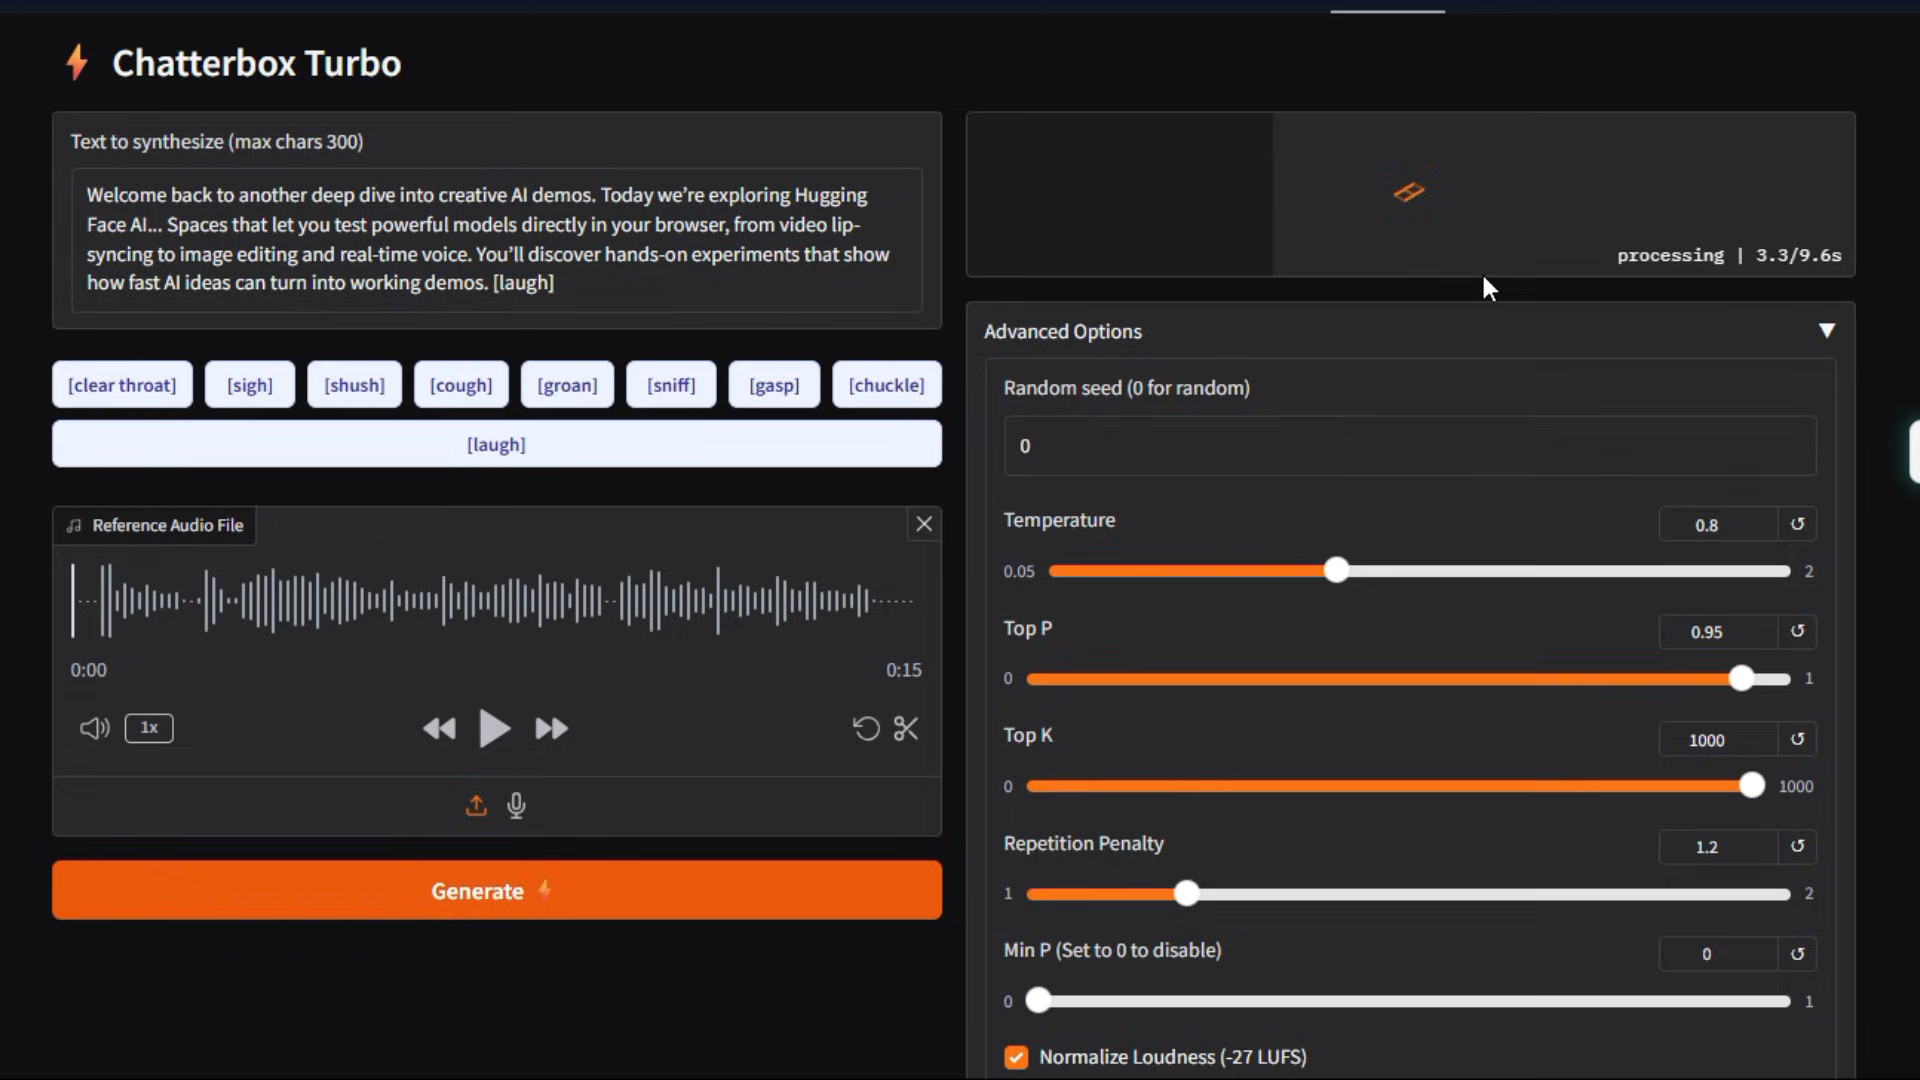 Chatterbox Turbo
Text to synthesize (max chars 300)
Welcome back to another deep dive into creative AI demos. Today we’re exploring Hugging
Face AI... Spaces that let you test powerful models directly in your browser, from video lip-
syncing to image editing and real-time voice. You’ll discover hands-on experiments that show
how fast AI ideas can turn into working demos. [laugh]
[clear throat] [sigh] [shush] [cough] [groan] [sniff] [gasp] [chuckle]
[laugh]
Reference Audio File
0:00 0:15
1x
Generate
processing | 3.3/9.6s
Advanced Options
Random seed (0 for random)
0
Temperature 0.8
0.05 2
Top P 0.95
0 1
Top K 1000
0 1000
Repetition Penalty 1.2
1 2
Min P (Set to 0 to disable) 0
0 1
Normalize Loudness (-27 LUFS)